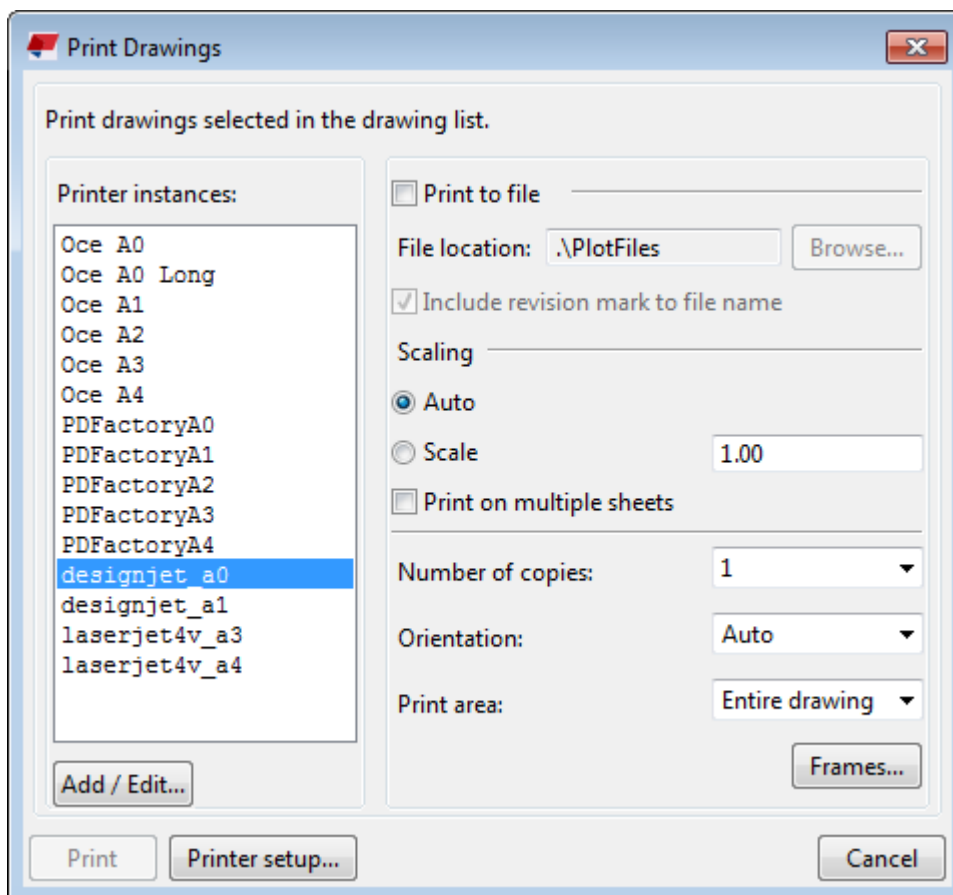 Print Drawings
Print drawings selected in the drawing list.
Printer instances:
Oce A0
Oce A0 Long
Oce A1
Oce A2
Oce A3
Oce A4
PDFactoryA0
PDFactoryA1
PDFactoryA2
PDFactoryA3
PDFactoryA4
designjet_a0
designjet_a1
laserjet4v_a3
laserjet4v_a4
Add / Edit...
Print to file
File location: .\PlotFiles Browse...
Include revision mark to file name
Scaling
Auto
Scale 1.00
Print on multiple sheets
Number of copies: 1
Orientation: Auto
Print area: Entire drawing
Frames...
Print Printer setup... Cancel